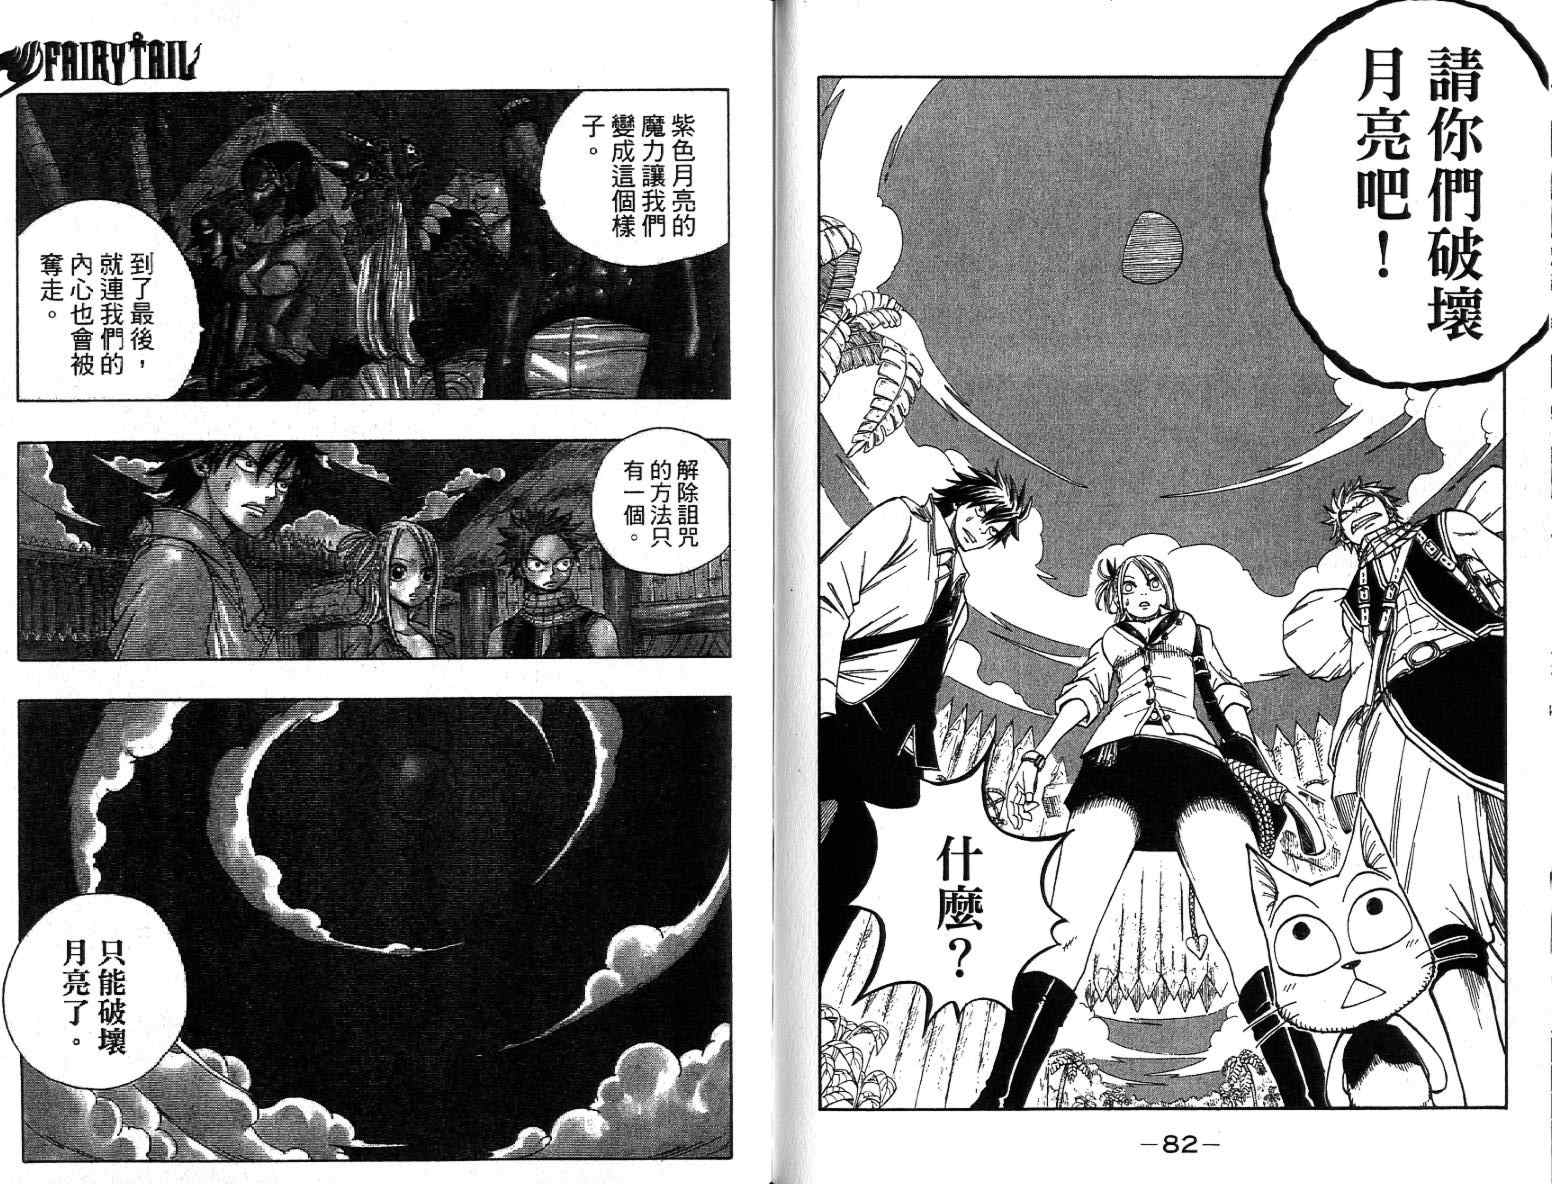 請你們破壞
月亮吧！
什麼？
—82—
FAIRY TAIL
紫色月亮的
魔力讓我們
變成這個樣
子。
到了最後，
就連我們的
內心也會被
奪走。
解除詛咒
的方法只
有一個。
只能破壞
月亮了。